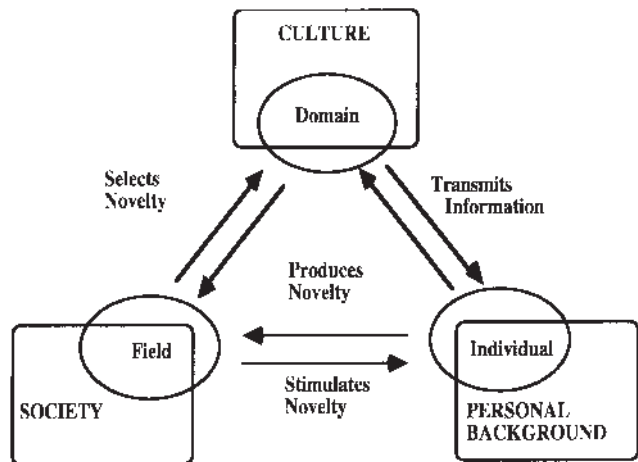 CULTURE
Domain
Selects
Novelty
Transmits
Information
Produces
Novelty
Field
Individual
Stimulates
Novelty
SOCIETY
PERSONAL
BACKGROUND